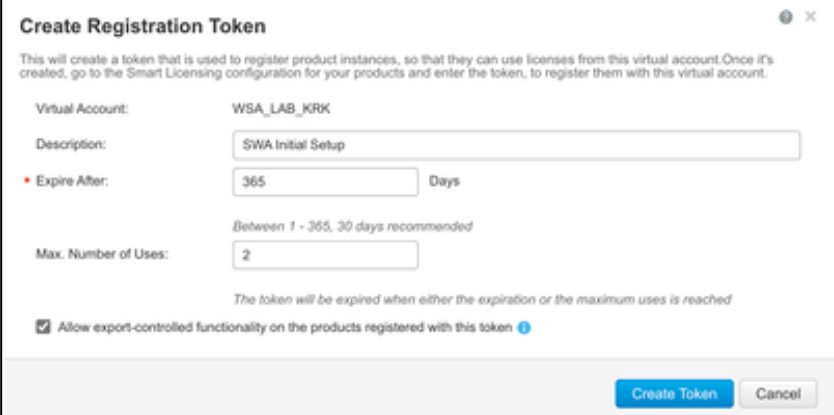 Create Registration Token
This will create a token that is used to register product instances, so that they can use licenses from this virtual account.Once it's
created, go to the Smart Licensing configuration for your products and enter the token, to register them with this virtual account.
Virtual Account: WSA_LAB_KRK
Description: SWA Initial Setup
* Expire After: 365 Days
Between 1 - 365, 30 days recommended
Max. Number of Uses: 2
The token will be expired when either the expiration or the maximum uses is reached
Allow export-controlled functionality on the products registered with this token
Create Token Cancel